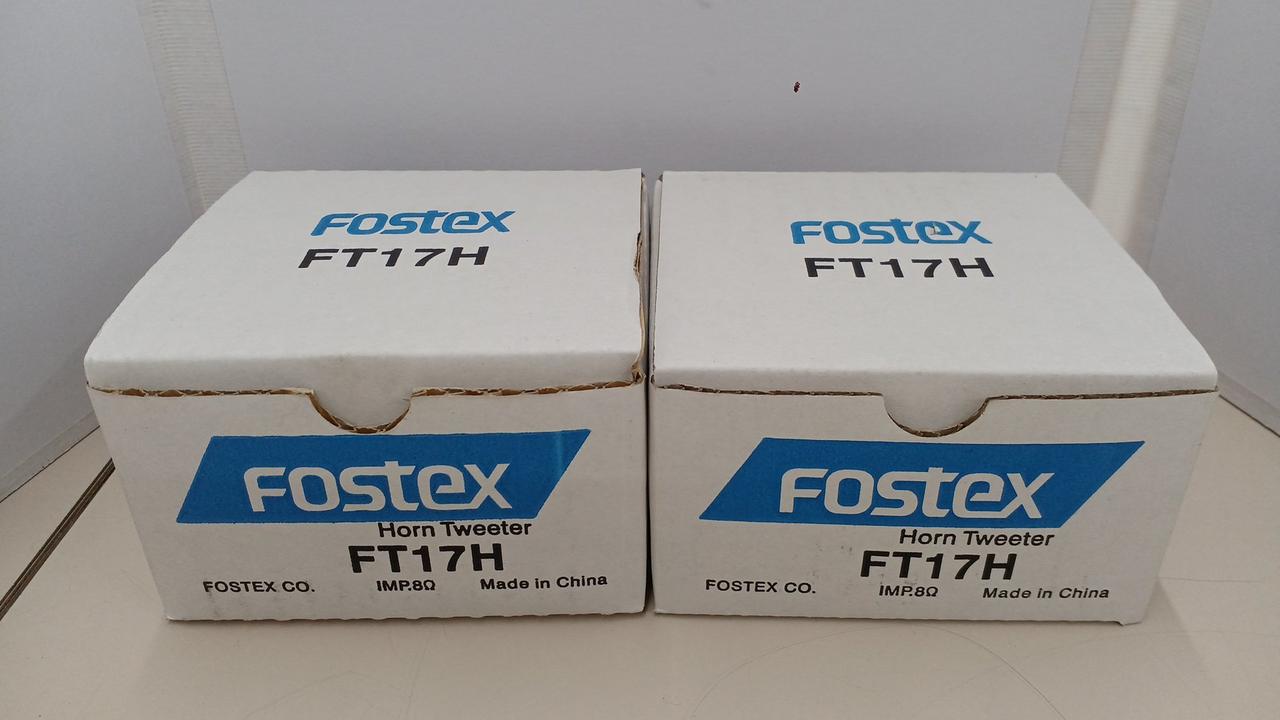 FOSTEX
FT17H
FOSTEX
Horn Tweeter
FT17H
FOSTEX CO. IMP.8Ω Made in China
FOSTEX
FT17H
FOSTEX
Horn Tweeter
FT17H
FOSTEX CO. IMP.8Ω Made in China